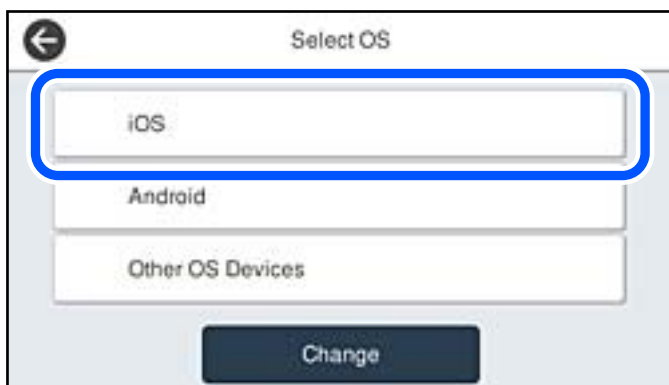 Select OS
iOS
Android
Other OS Devices
Change